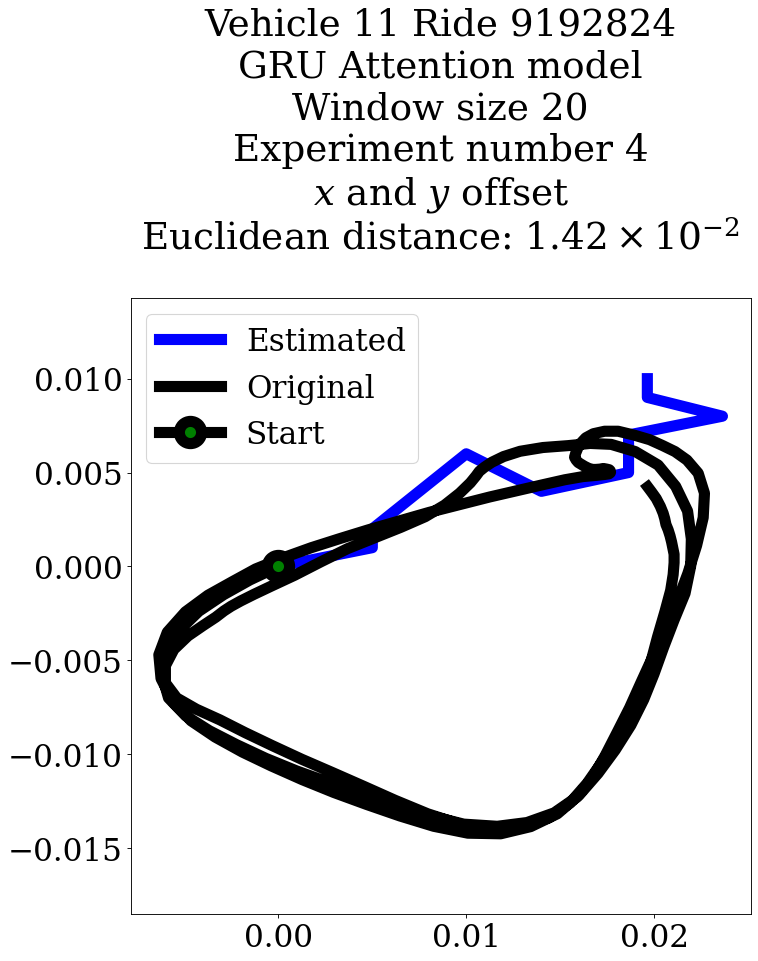 Vehicle 11 Ride 9192824
GRU Attention model
Window size 20
Experiment number 4
x and y offset
Euclidean distance: 1.42 × 10⁻²
Estimated
Original
Start
0.010
0.005
0.000
−0.005
−0.010
−0.015
0.00 0.01 0.02